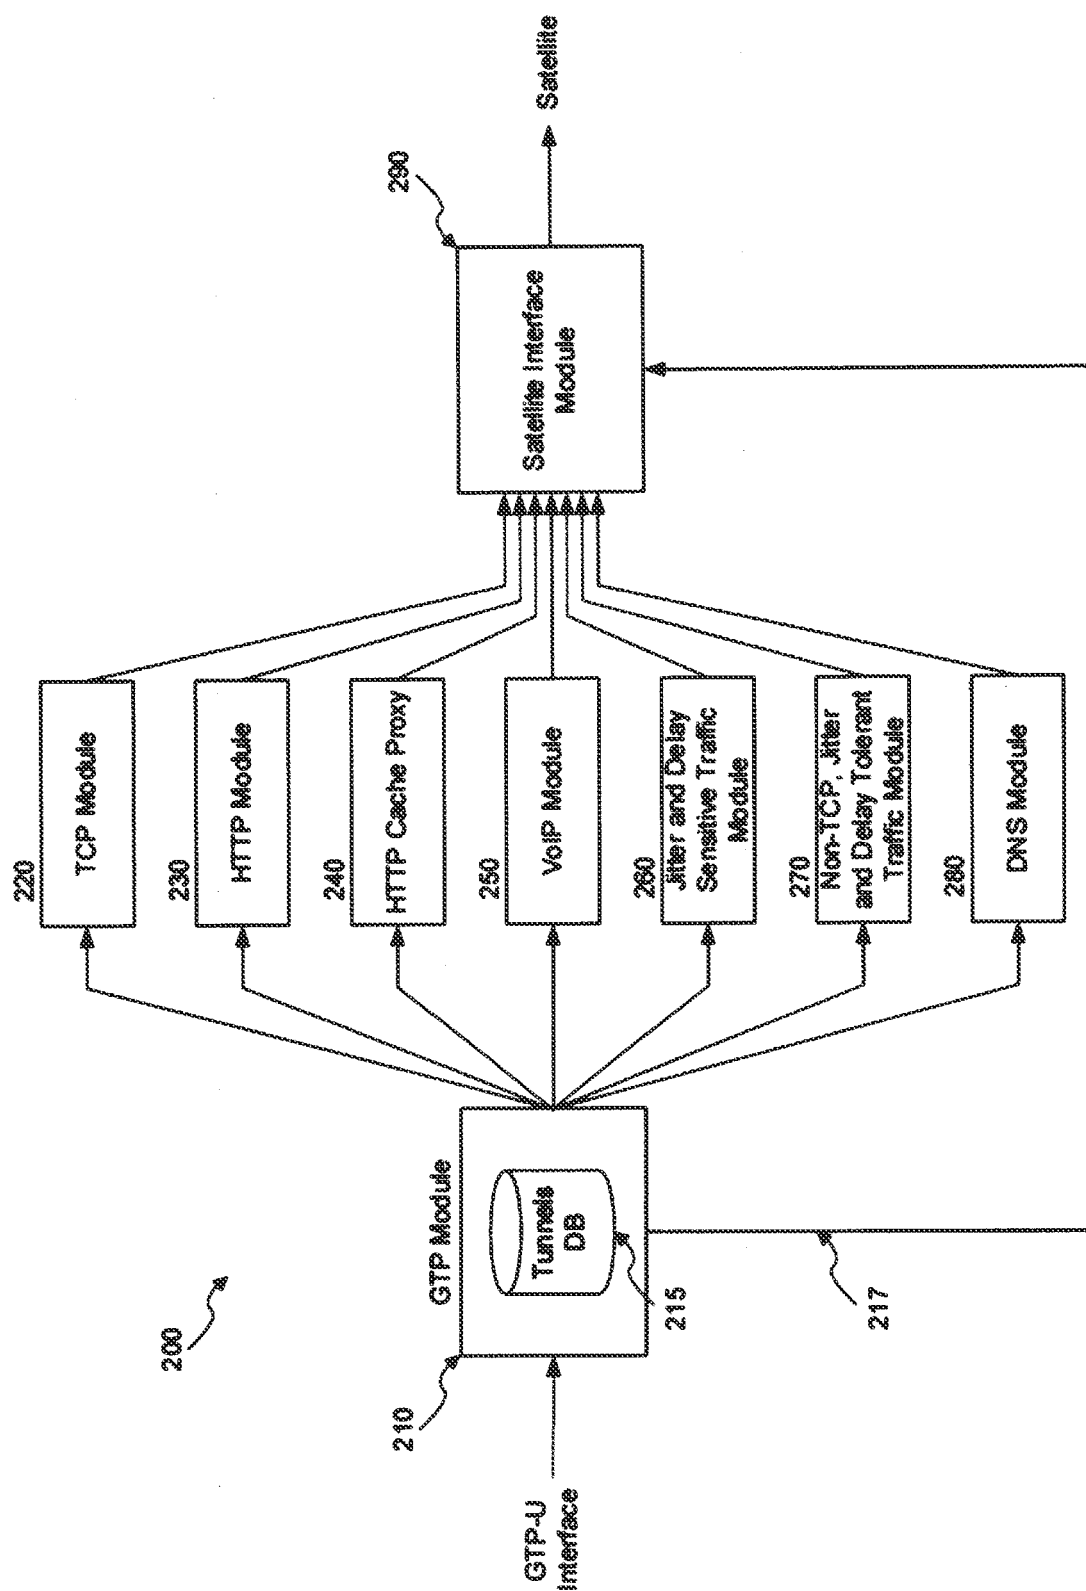 200
GTP-U
Interface
210
GTP Module
Tunnels
DB
215
217
220
TCP Module
230
HTTP Module
240
HTTP Cache Proxy
250
VoIP Module
260
Jitter and Delay
Sensitive Traffic
Module
270
Non-TCP, Jitter
and Delay Tolerant
Traffic Module
280
DNS Module
290
Satellite Interface
Module
Satellite